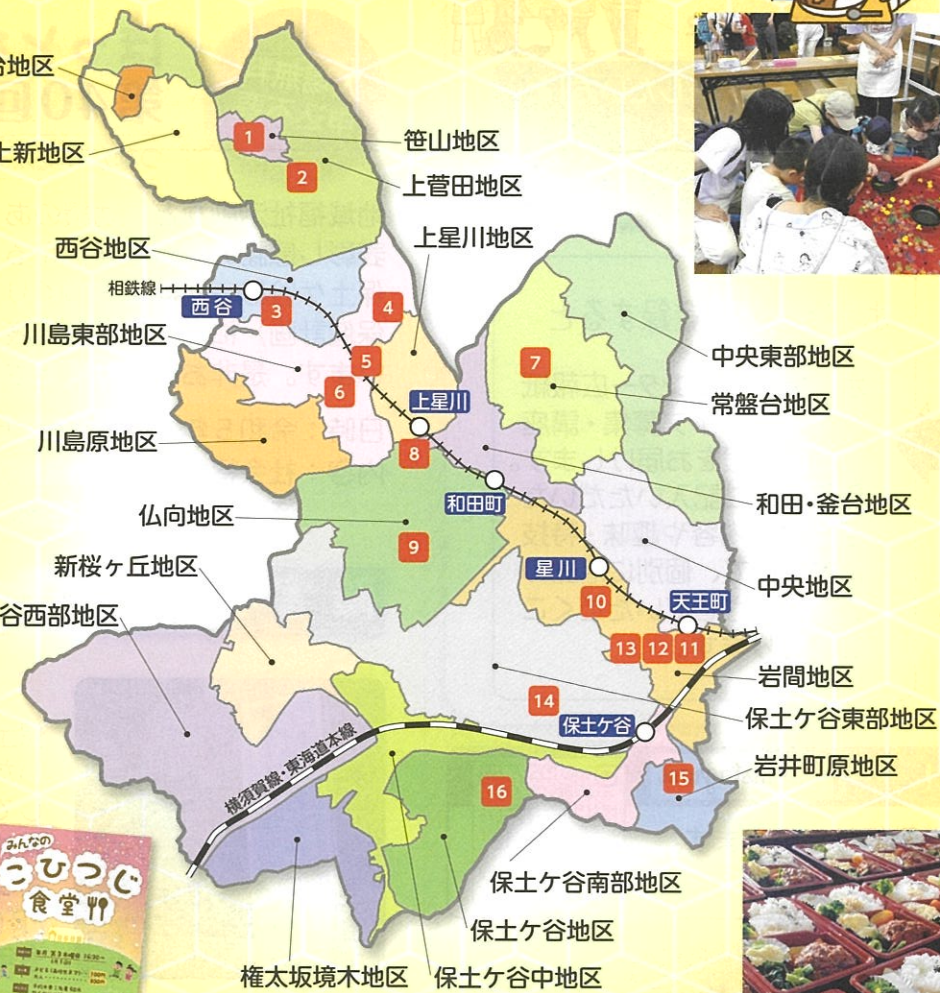 台地区
上新地区
1
笹山地区
2
上菅田地区
西谷地区
上星川地区
相鉄線
西谷
3
4
川島東部地区
5
7
中央東部地区
6
上星川
常盤台地区
川島原地区
8
和田町
和田・釜台地区
仏向地区
9
新桜ヶ丘地区
星川
中央地区
10
天王町
谷西部地区
13
12
11
岩間地区
14
保土ケ谷
保土ケ谷東部地区
横須賀線・東海道本線
岩井町原地区
15
16
保土ケ谷南部地区
保土ケ谷地区
権太坂境木地区
保土ケ谷中地区
みんなの
こひつじ
食堂